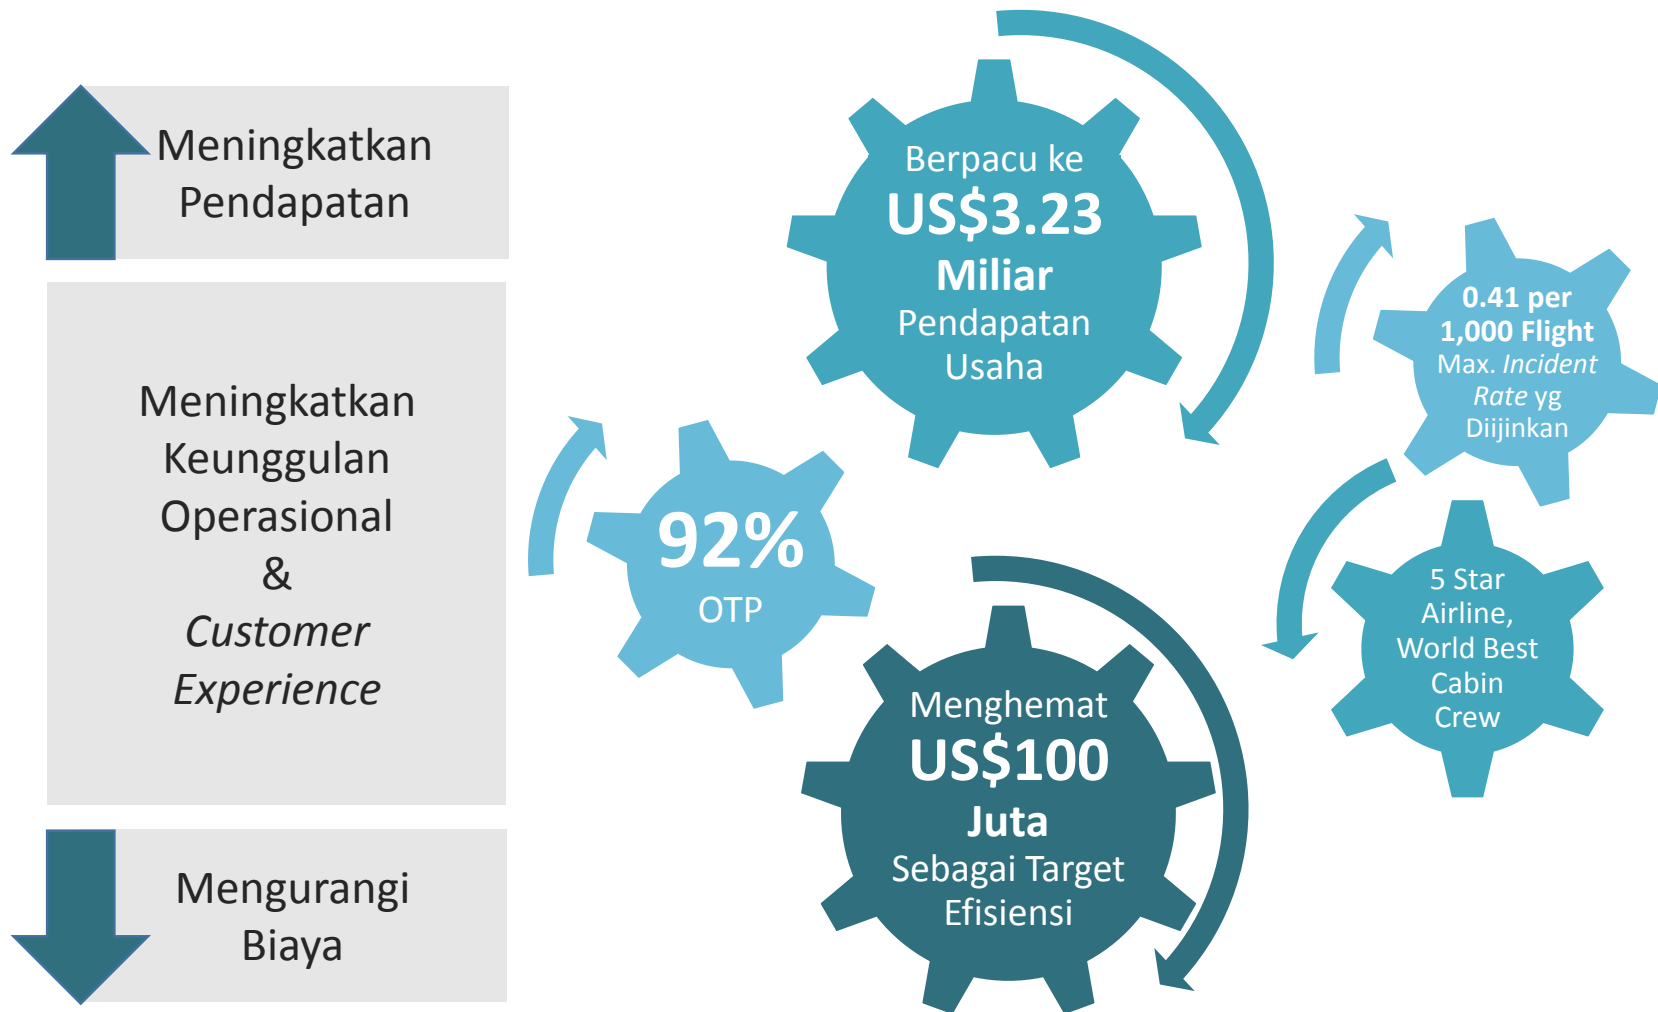 Meningkatkan
Pendapatan
Meningkatkan
Keunggulan
Operasional
&
Customer
Experience
Mengurangi
Biaya
Berpacu ke
US$3.23
Miliar
Pendapatan
Usaha
92%
OTP
0.41 per
1,000 Flight
Max. Incident
Rate yg
Diijinkan
5 Star
Airline,
World Best
Cabin
Crew
Menghemat
US$100
Juta
Sebagai Target
Efisiensi